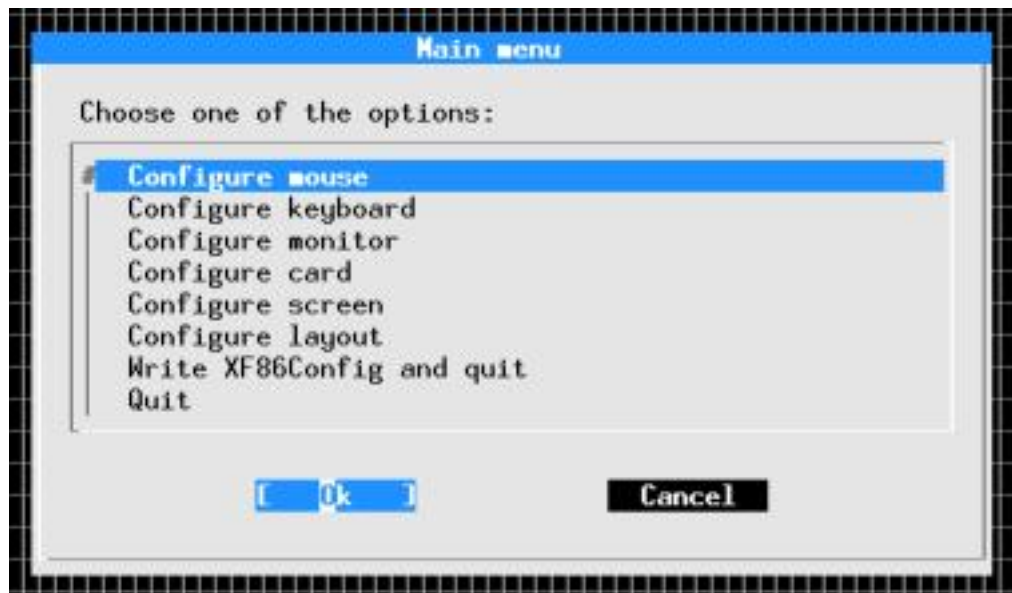 Main menu
Choose one of the options:
# Configure mouse
Configure keyboard
Configure monitor
Configure card
Configure screen
Configure layout
Write XF86Config and quit
Quit
[ Ok ] Cancel